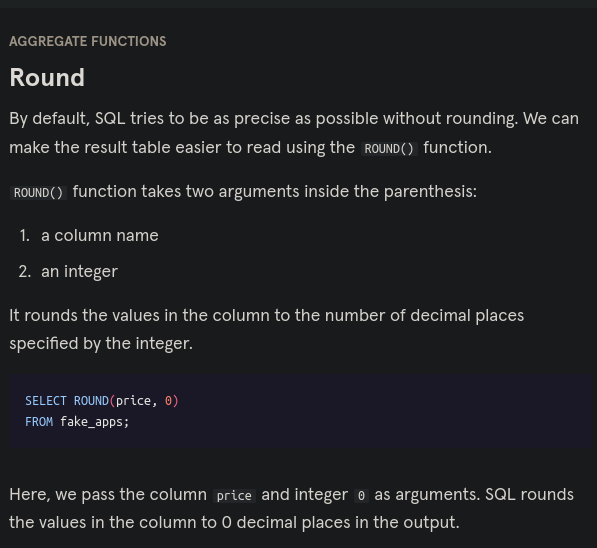 AGGREGATE FUNCTIONS
Round
By default, SQL tries to be as precise as possible without rounding. We can
make the result table easier to read using the ROUND() function.
ROUND() function takes two arguments inside the parenthesis:
1. a column name
2. an integer
It rounds the values in the column to the number of decimal places
specified by the integer.
SELECT ROUND(price, 0)
FROM fake_apps;
Here, we pass the column price and integer 0 as arguments. SQL rounds
the values in the column to 0 decimal places in the output.